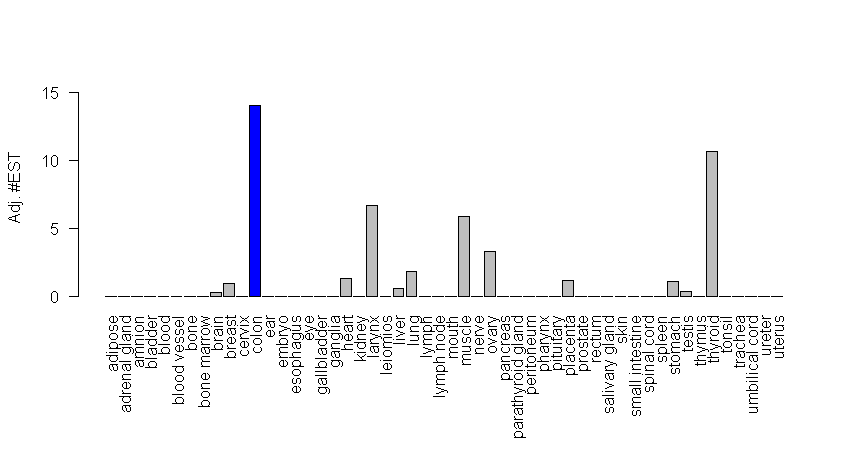 Adj. #EST
15
10
5
0
adipose
adrenal gland
amnion
bladder
blood
blood vessel
bone
bone marrow
brain
breast
cervix
colon
ear
embryo
esophagus
eye
gallbladder
ganglia
heart
kidney
larynx
leiomios
liver
lung
lymph
lymph node
mouth
muscle
nerve
ovary
pancreas
parathyroid gland
peritoneum
pharynx
pituitary
placenta
prostate
rectum
salivary gland
skin
small intestine
spinal cord
spleen
stomach
testis
thymus
thyroid
tonsil
trachea
umbilical cord
ureter
uterus